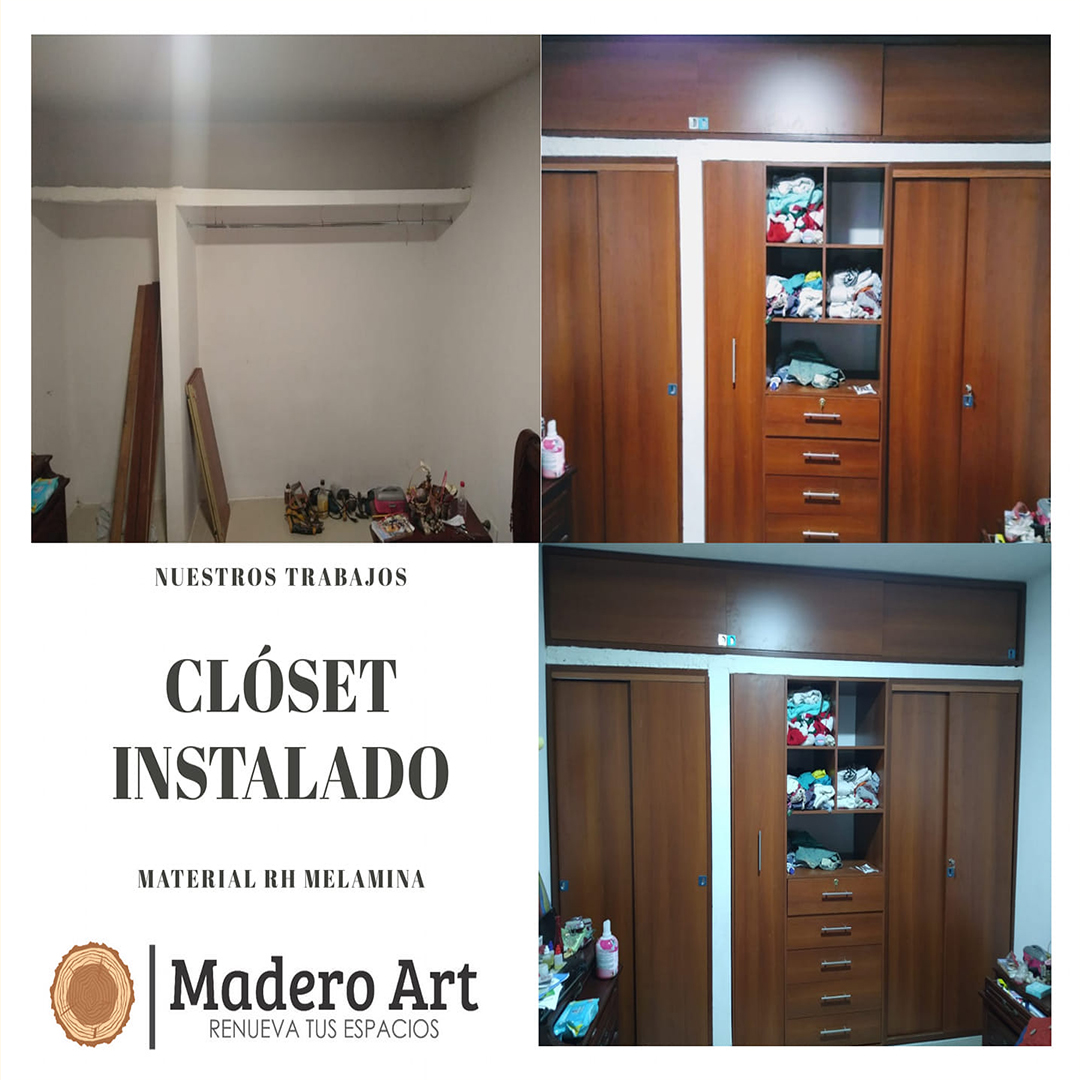 NUESTROS TRABAJOS
CLÓSET
INSTALADO
MATERIAL RH MELAMINA
Madero Art
RENUEVA TUS ESPACIOS